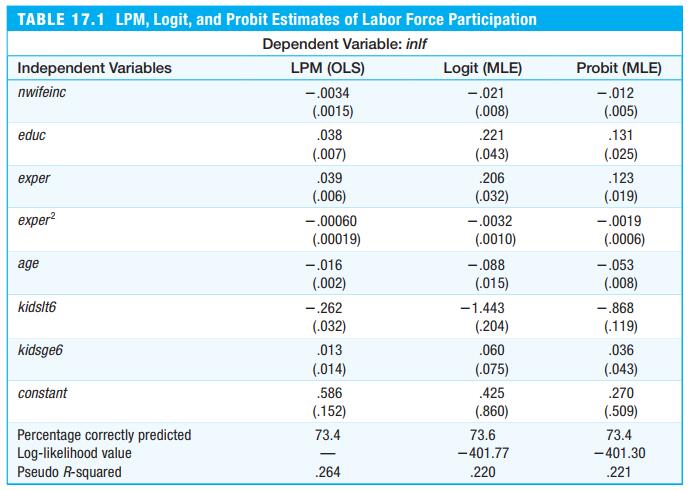 TABLE 17.1 LPM, Logit, and Probit Estimates of Labor Force Participation
Dependent Variable: inlf
Independent Variables LPM (OLS) Logit (MLE) Probit (MLE)
nwifeinc −.0034 −.021 −.012
(.0015) (.008) (.005)
educ .038 .221 .131
(.007) (.043) (.025)
exper .039 .206 .123
(.006) (.032) (.019)
exper² −.00060 −.0032 −.0019
(.00019) (.0010) (.0006)
age −.016 −.088 −.053
(.002) (.015) (.008)
kidslt6 −.262 −1.443 −.868
(.032) (.204) (.119)
kidsge6 .013 .060 .036
(.014) (.075) (.043)
constant .586 .425 .270
(.152) (.860) (.509)
Percentage correctly predicted 73.4 73.6 73.4
Log-likelihood value — −401.77 −401.30
Pseudo R-squared .264 .220 .221